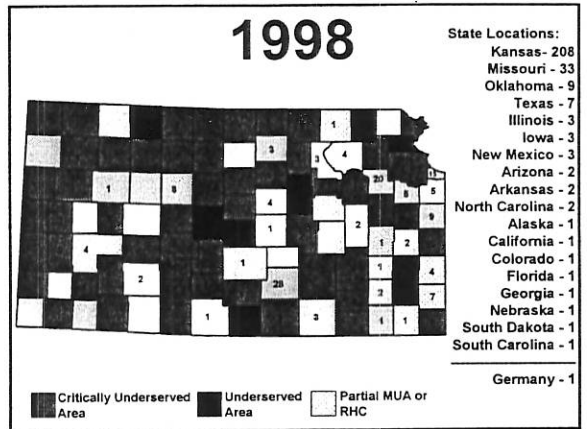 1998
State Locations:
Kansas- 208
Missouri - 33
Oklahoma - 9
Texas - 7
Illinois - 3
Iowa - 3
New Mexico - 3
Arizona - 2
Arkansas - 2
North Carolina - 2
Alaska - 1
California - 1
Colorado - 1
Florida - 1
Georgia - 1
Nebraska - 1
South Dakota - 1
South Carolina - 1
Germany - 1
1
3
3 4
20
1 8
8 5
4
9
1 2 1 2
4
1 1 4
2 28 2 7
1 3 1 1
Critically Underserved
Area
Underserved
Area
Partial MUA or
RHC